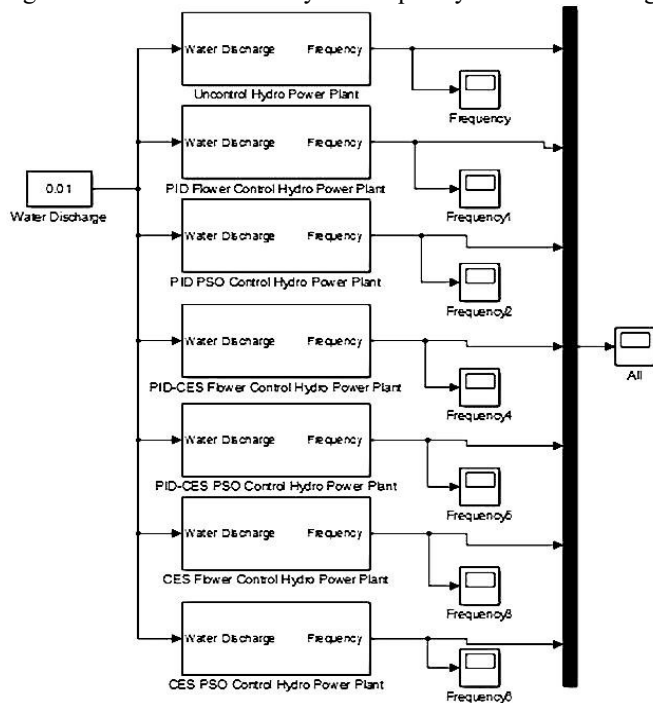 Water Discharge Frequency
Uncontrol Hydro Power Plant
Frequency
Water Discharge Frequency
PID Flower Control Hydro Power Plant
Frequency1
0.01
Water Discharge
Water Discharge Frequency
PID PSO Control Hydro Power Plant
Frequency2
Water Discharge Frequency
PID-CES Flower Control Hydro Power Plant
Frequency4
All
Water Discharge Frequency
PID-CES PSO Control Hydro Power Plant
Frequency5
Water Discharge Frequency
CES Flower Control Hydro Power Plant
Frequency3
Water Discharge Frequency
CES PSO Control Hydro Power Plant
Frequency6